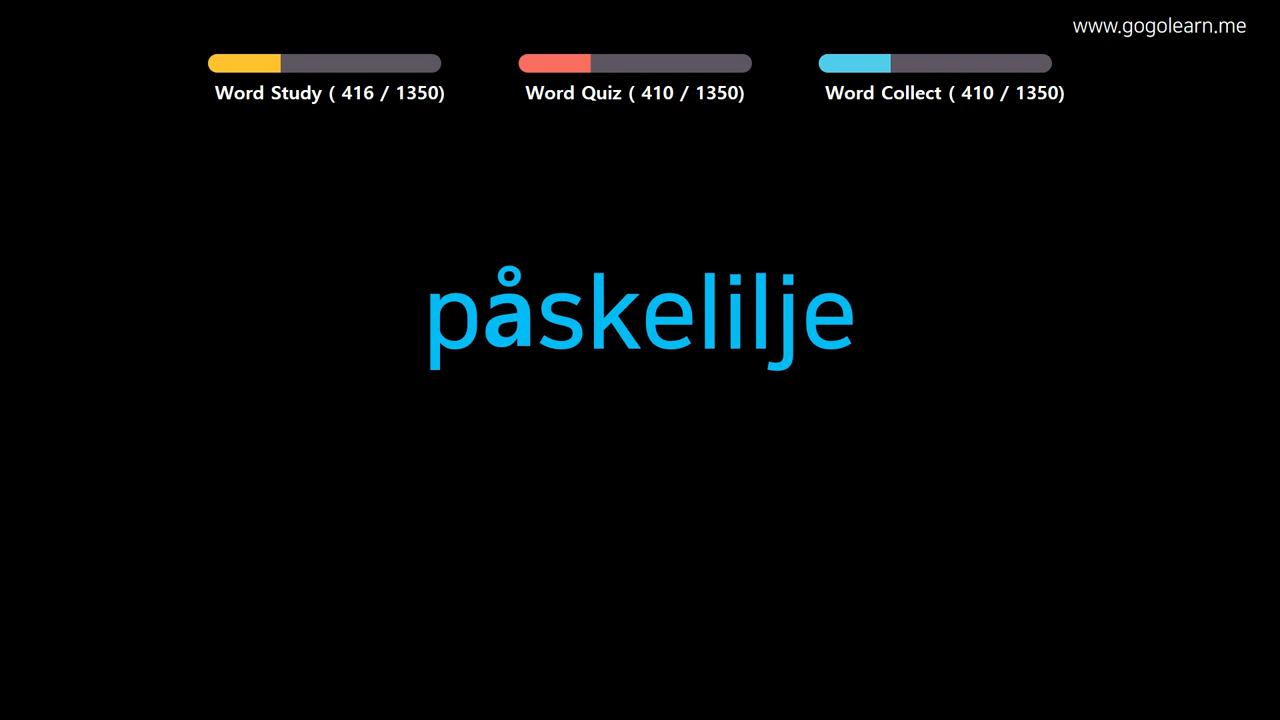 www.gogolearn.me
Word Study ( 416 / 1350)
Word Quiz ( 410 / 1350)
Word Collect ( 410 / 1350)
påskelilje